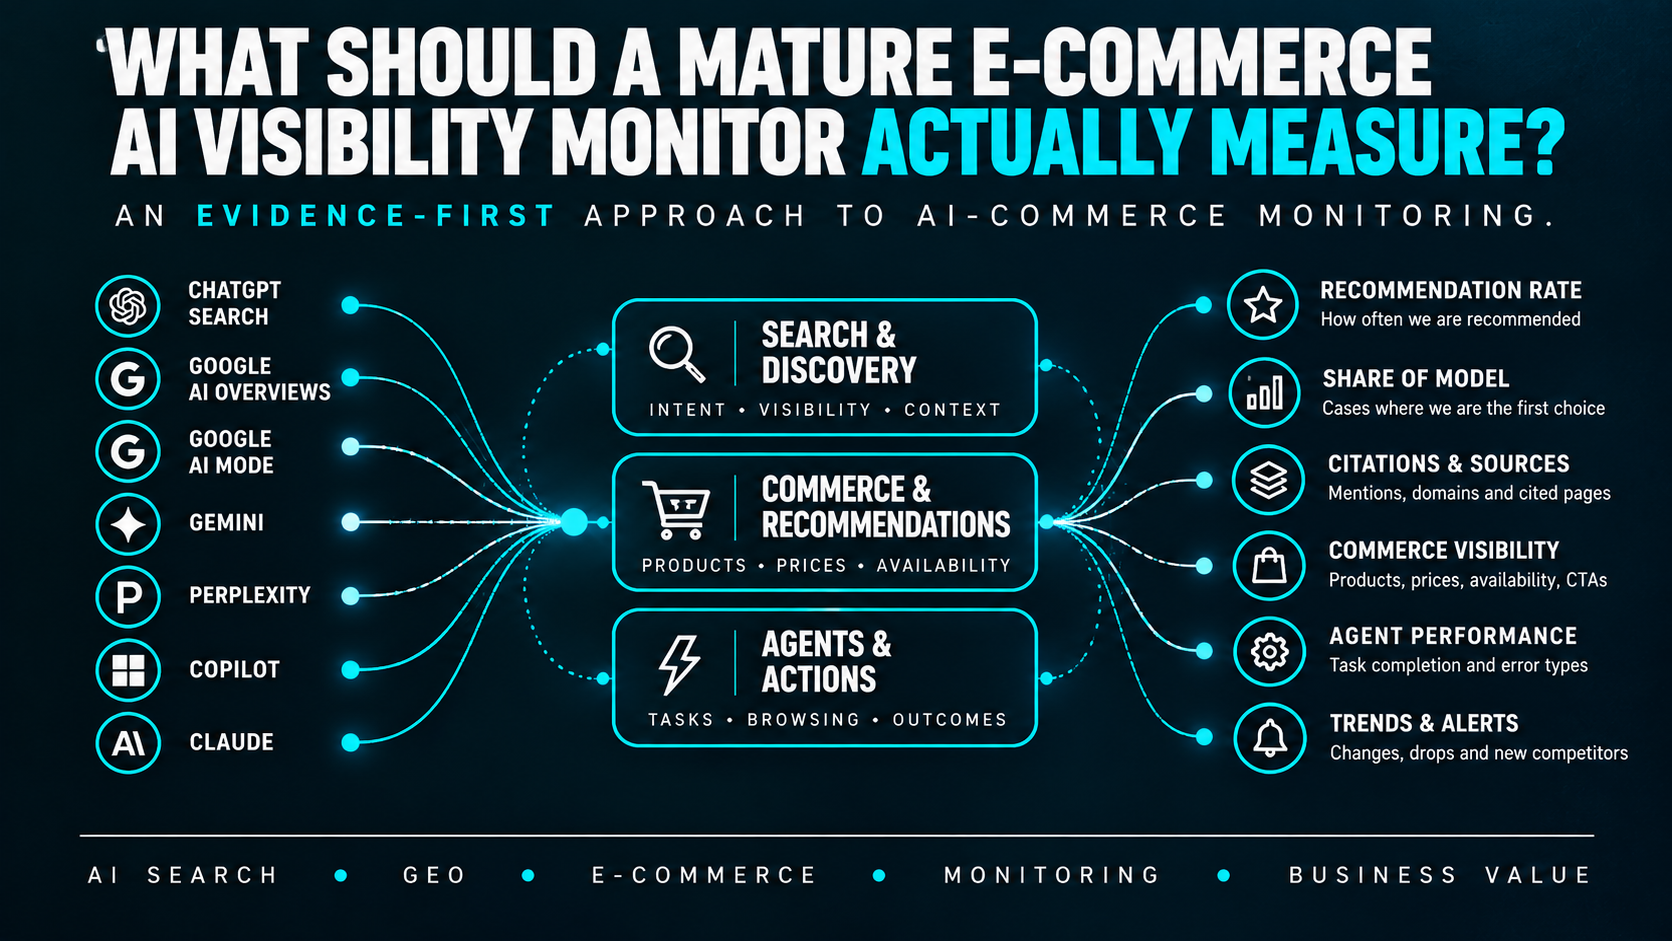 WHAT SHOULD A MATURE E-COMMERCE
AI VISIBILITY MONITOR ACTUALLY MEASURE?
AN EVIDENCE-FIRST APPROACH TO AI-COMMERCE MONITORING.
CHATGPT
SEARCH
GOOGLE
AI OVERVIEWS
GOOGLE
AI MODE
GEMINI
PERPLEXITY
COPILOT
CLAUDE
SEARCH &
DISCOVERY
INTENT • VISIBILITY • CONTEXT
COMMERCE &
RECOMMENDATIONS
PRODUCTS • PRICES • AVAILABILITY
AGENTS &
ACTIONS
TASKS • BROWSING • OUTCOMES
RECOMMENDATION RATE
How often we are recommended
SHARE OF MODEL
Cases where we are the first choice
CITATIONS & SOURCES
Mentions, domains and cited pages
COMMERCE VISIBILITY
Products, prices, availability, CTAs
AGENT PERFORMANCE
Task completion and error types
TRENDS & ALERTS
Changes, drops and new competitors
AI SEARCH • GEO • E-COMMERCE • MONITORING • BUSINESS VALUE